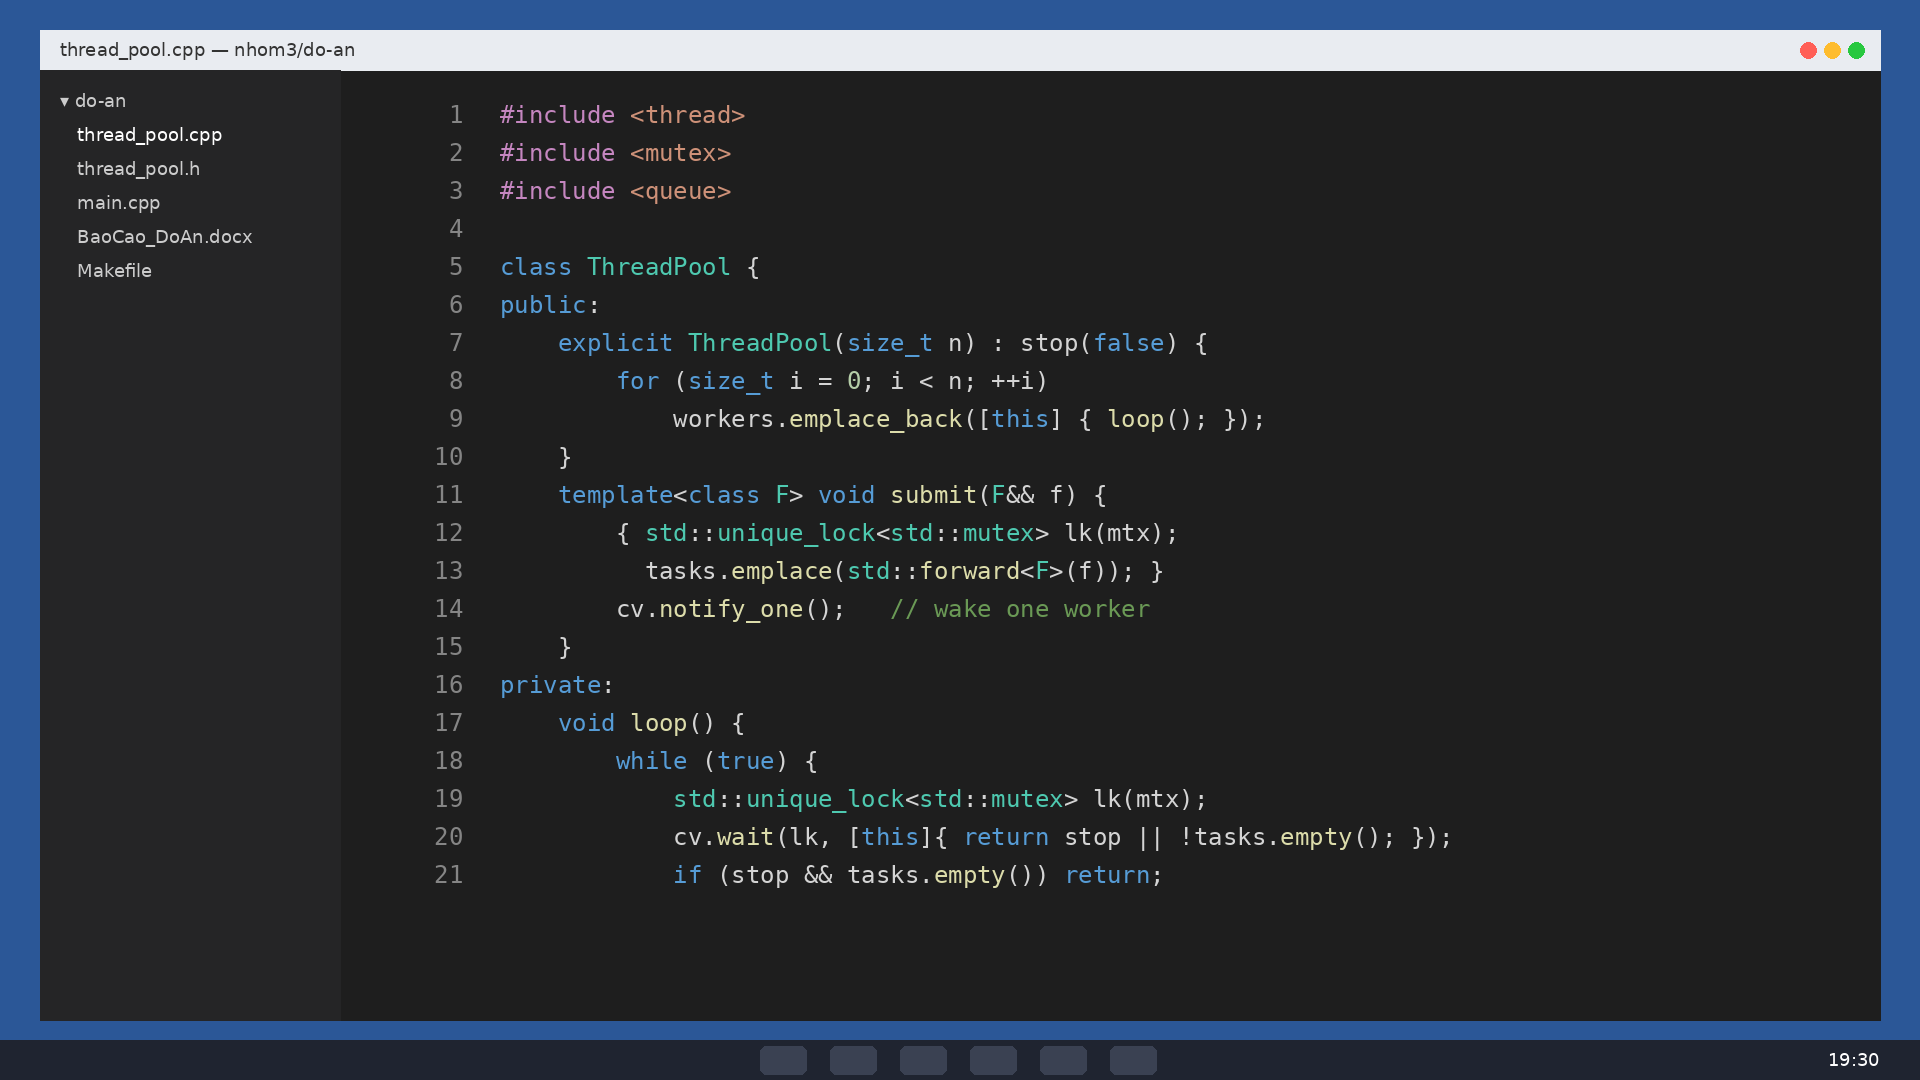 thread_pool.cpp — nhom3/do-an
▾ do-an
thread_pool.cpp
thread_pool.h
main.cpp
BaoCao_DoAn.docx
Makefile
1 #include <thread>
2 #include <mutex>
3 #include <queue>
4
5 class ThreadPool {
6 public:
7     explicit ThreadPool(size_t n) : stop(false) {
8         for (size_t i = 0; i < n; ++i)
9             workers.emplace_back([this] { loop(); });
10     }
11     template<class F> void submit(F&& f) {
12         { std::unique_lock<std::mutex> lk(mtx);
13           tasks.emplace(std::forward<F>(f)); }
14         cv.notify_one();   // wake one worker
15     }
16 private:
17     void loop() {
18         while (true) {
19             std::unique_lock<std::mutex> lk(mtx);
20             cv.wait(lk, [this]{ return stop || !tasks.empty(); });
21             if (stop && tasks.empty()) return;
19:30